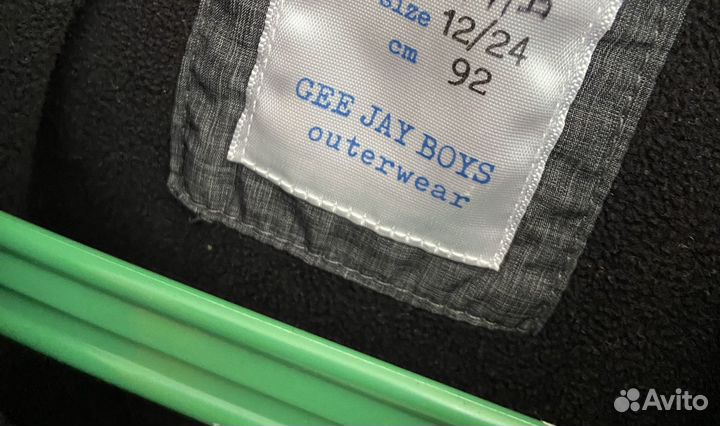 size 12/24
cm 92
GEE JAY BOYS
outerwear
Avito